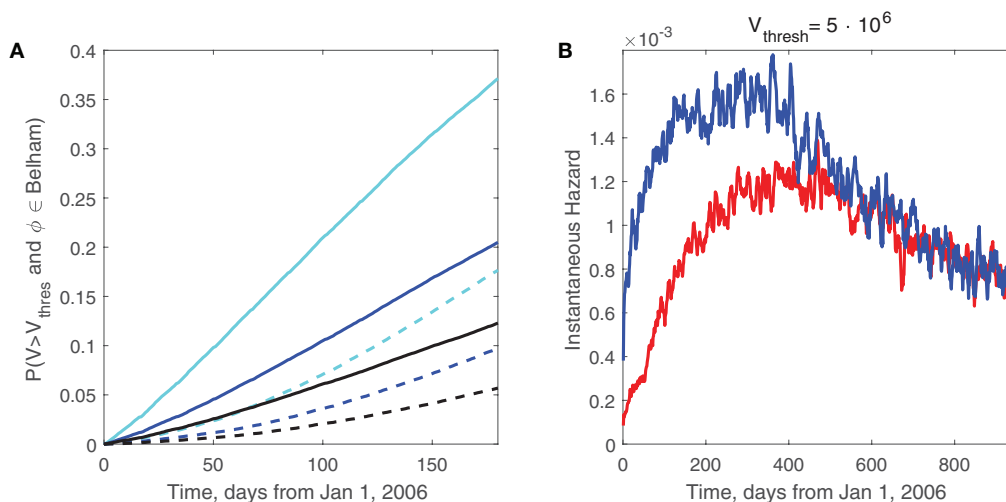 A
P(V>V_thres and ϕ ∈ Belham)
0.4
0.35
0.3
0.25
0.2
0.15
0.1
0.05
0
0 50 100 150
Time, days from Jan 1, 2006
B
V_thresh= 5 · 10^6
×10^-3
Instantaneous Hazard
1.6
1.4
1.2
1
0.8
0.6
0.4
0.2
0
0 200 400 600 800
Time, days from Jan 1, 2006